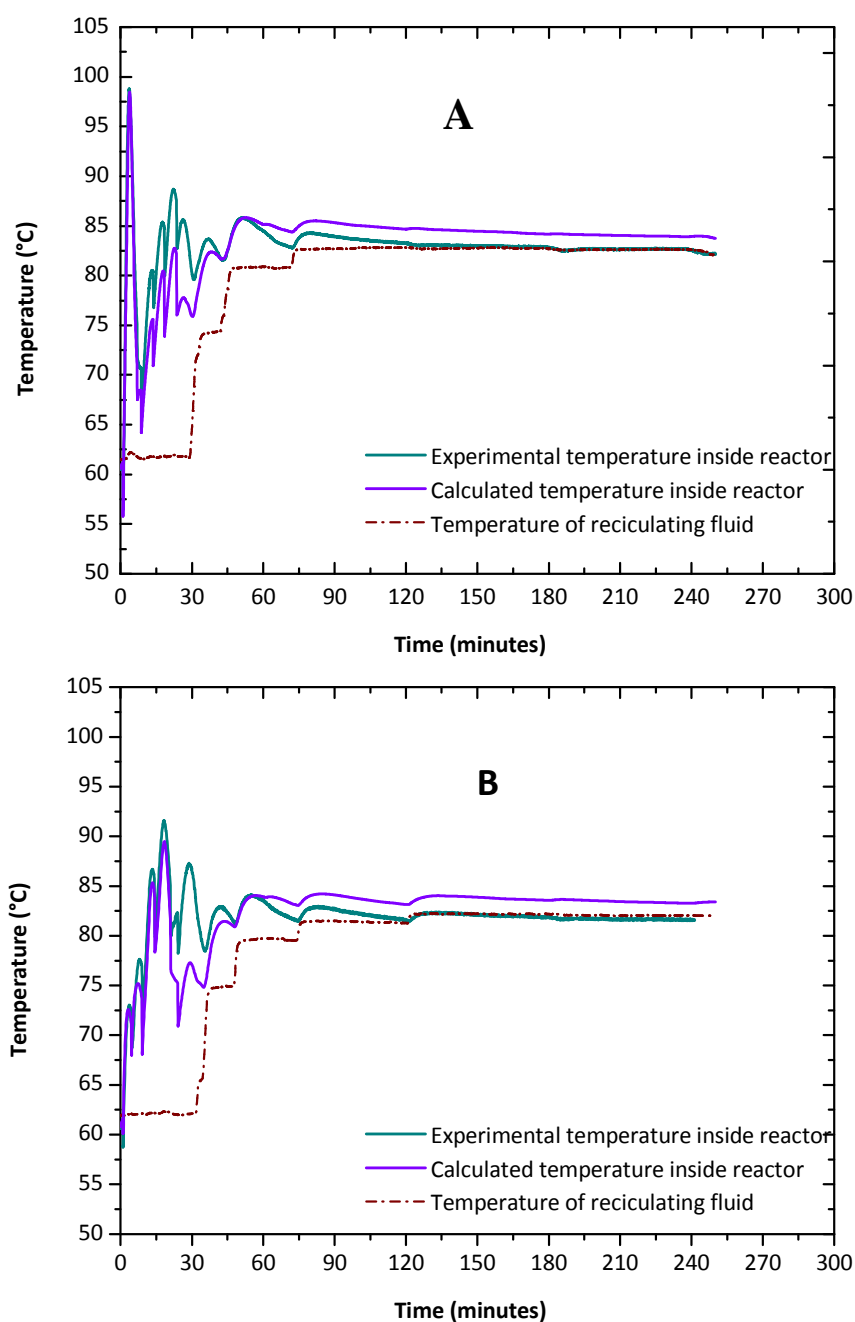 105
100
95
90
85
80
75
70
65
60
55
50
Temperature (°C)
A
Experimental temperature inside reactor
Calculated temperature inside reactor
Temperature of reciculating fluid
0 30 60 90 120 150 180 210 240 270 300
Time (minutes)
105
100
95
90
85
80
75
70
65
60
55
50
Temperature (°C)
B
Experimental temperature inside reactor
Calculated temperature inside reactor
Temperature of reciculating fluid
0 30 60 90 120 150 180 210 240 270 300
Time (minutes)